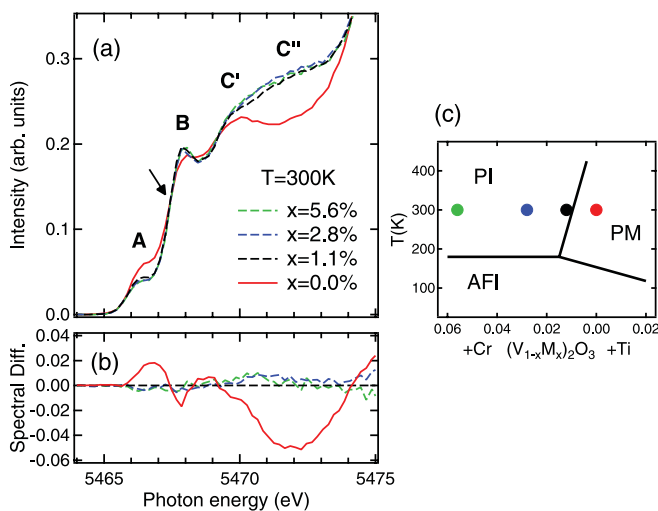 (a)
A
B
C'
C"
T=300K
x=5.6%
x=2.8%
x=1.1%
x=0.0%
Intensity (arb. units)
0.3
0.2
0.1
0.0
(b)
Spectral Diff.
0.04
0.02
0.00
-0.02
-0.04
-0.06
5465
5470
5475
Photon energy (eV)
(c)
PI
PM
AFI
T(K)
400
300
200
100
0.06
0.04
0.02
0.00
0.02
+Cr (V1-xMx)2O3 +Ti